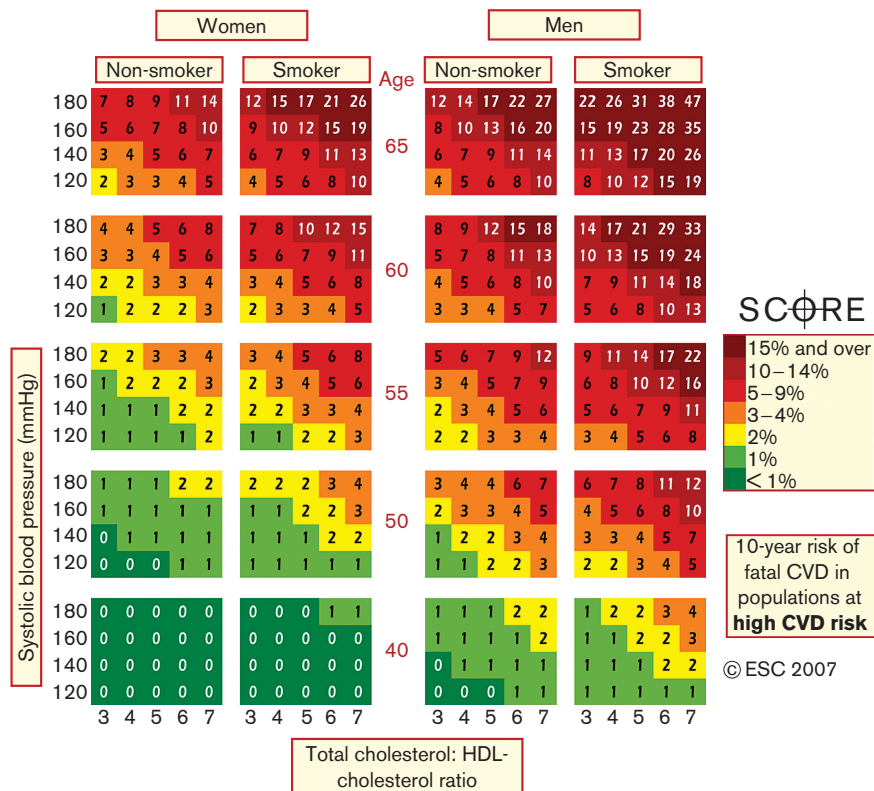 Women Men
Non-smoker Smoker Age Non-smoker Smoker
180 7 8 9 11 14 12 15 17 21 26 12 14 17 22 27 22 26 31 38 47
160 5 6 7 8 10 9 10 12 15 19 8 10 13 16 20 15 19 23 28 35
65
140 3 4 5 6 7 6 7 9 11 13 6 7 9 11 14 11 13 17 20 26
120 2 3 3 4 5 4 5 6 8 10 4 5 6 8 10 8 10 12 15 19
180 4 4 5 6 8 7 8 10 12 15 8 9 12 15 18 14 17 21 29 33
160 3 3 4 5 6 5 6 7 9 11 5 7 8 11 13 10 13 15 19 24
60
140 2 2 3 3 4 3 4 5 6 8 4 5 6 8 10 7 9 11 14 18
120 1 2 2 2 3 2 3 3 4 5 3 3 4 5 7 5 6 8 10 13
180 2 2 3 3 4 3 4 5 6 8 5 6 7 9 12 9 11 14 17 22
160 1 2 2 2 3 2 3 4 5 6 3 4 5 7 9 6 8 10 12 16
55
140 1 1 1 2 2 2 2 3 3 4 2 3 4 5 6 5 6 7 9 11
120 1 1 1 1 2 1 1 2 2 3 2 2 3 3 4 3 4 5 6 8
180 1 1 1 2 2 2 2 2 3 4 3 4 4 6 7 6 7 8 11 12
160 1 1 1 1 1 1 1 2 2 3 2 3 3 4 5 4 5 6 8 10
50
140 0 1 1 1 1 1 1 1 2 2 1 2 2 3 4 3 4 4 5 7
120 0 0 0 1 1 1 1 1 1 1 1 1 2 2 3 2 2 3 4 5
180 0 0 0 0 0 0 0 0 1 1 1 1 1 2 2 1 2 2 3 4
160 0 0 0 0 0 0 0 0 0 0 1 1 1 1 2 1 1 2 2 3
40
140 0 0 0 0 0 0 0 0 0 0 0 1 1 1 1 1 1 1 2 2
120 0 0 0 0 0 0 0 0 0 0 0 0 0 1 1 1 1 1 1 1
3 4 5 6 7 3 4 5 6 7 3 4 5 6 7 3 4 5 6 7
Systolic blood pressure (mmHg)
Total cholesterol: HDL-
cholesterol ratio
SCORE
15% and over
10–14%
5–9%
3–4%
2%
1%
< 1%
10-year risk of
fatal CVD in
populations at
high CVD risk
© ESC 2007